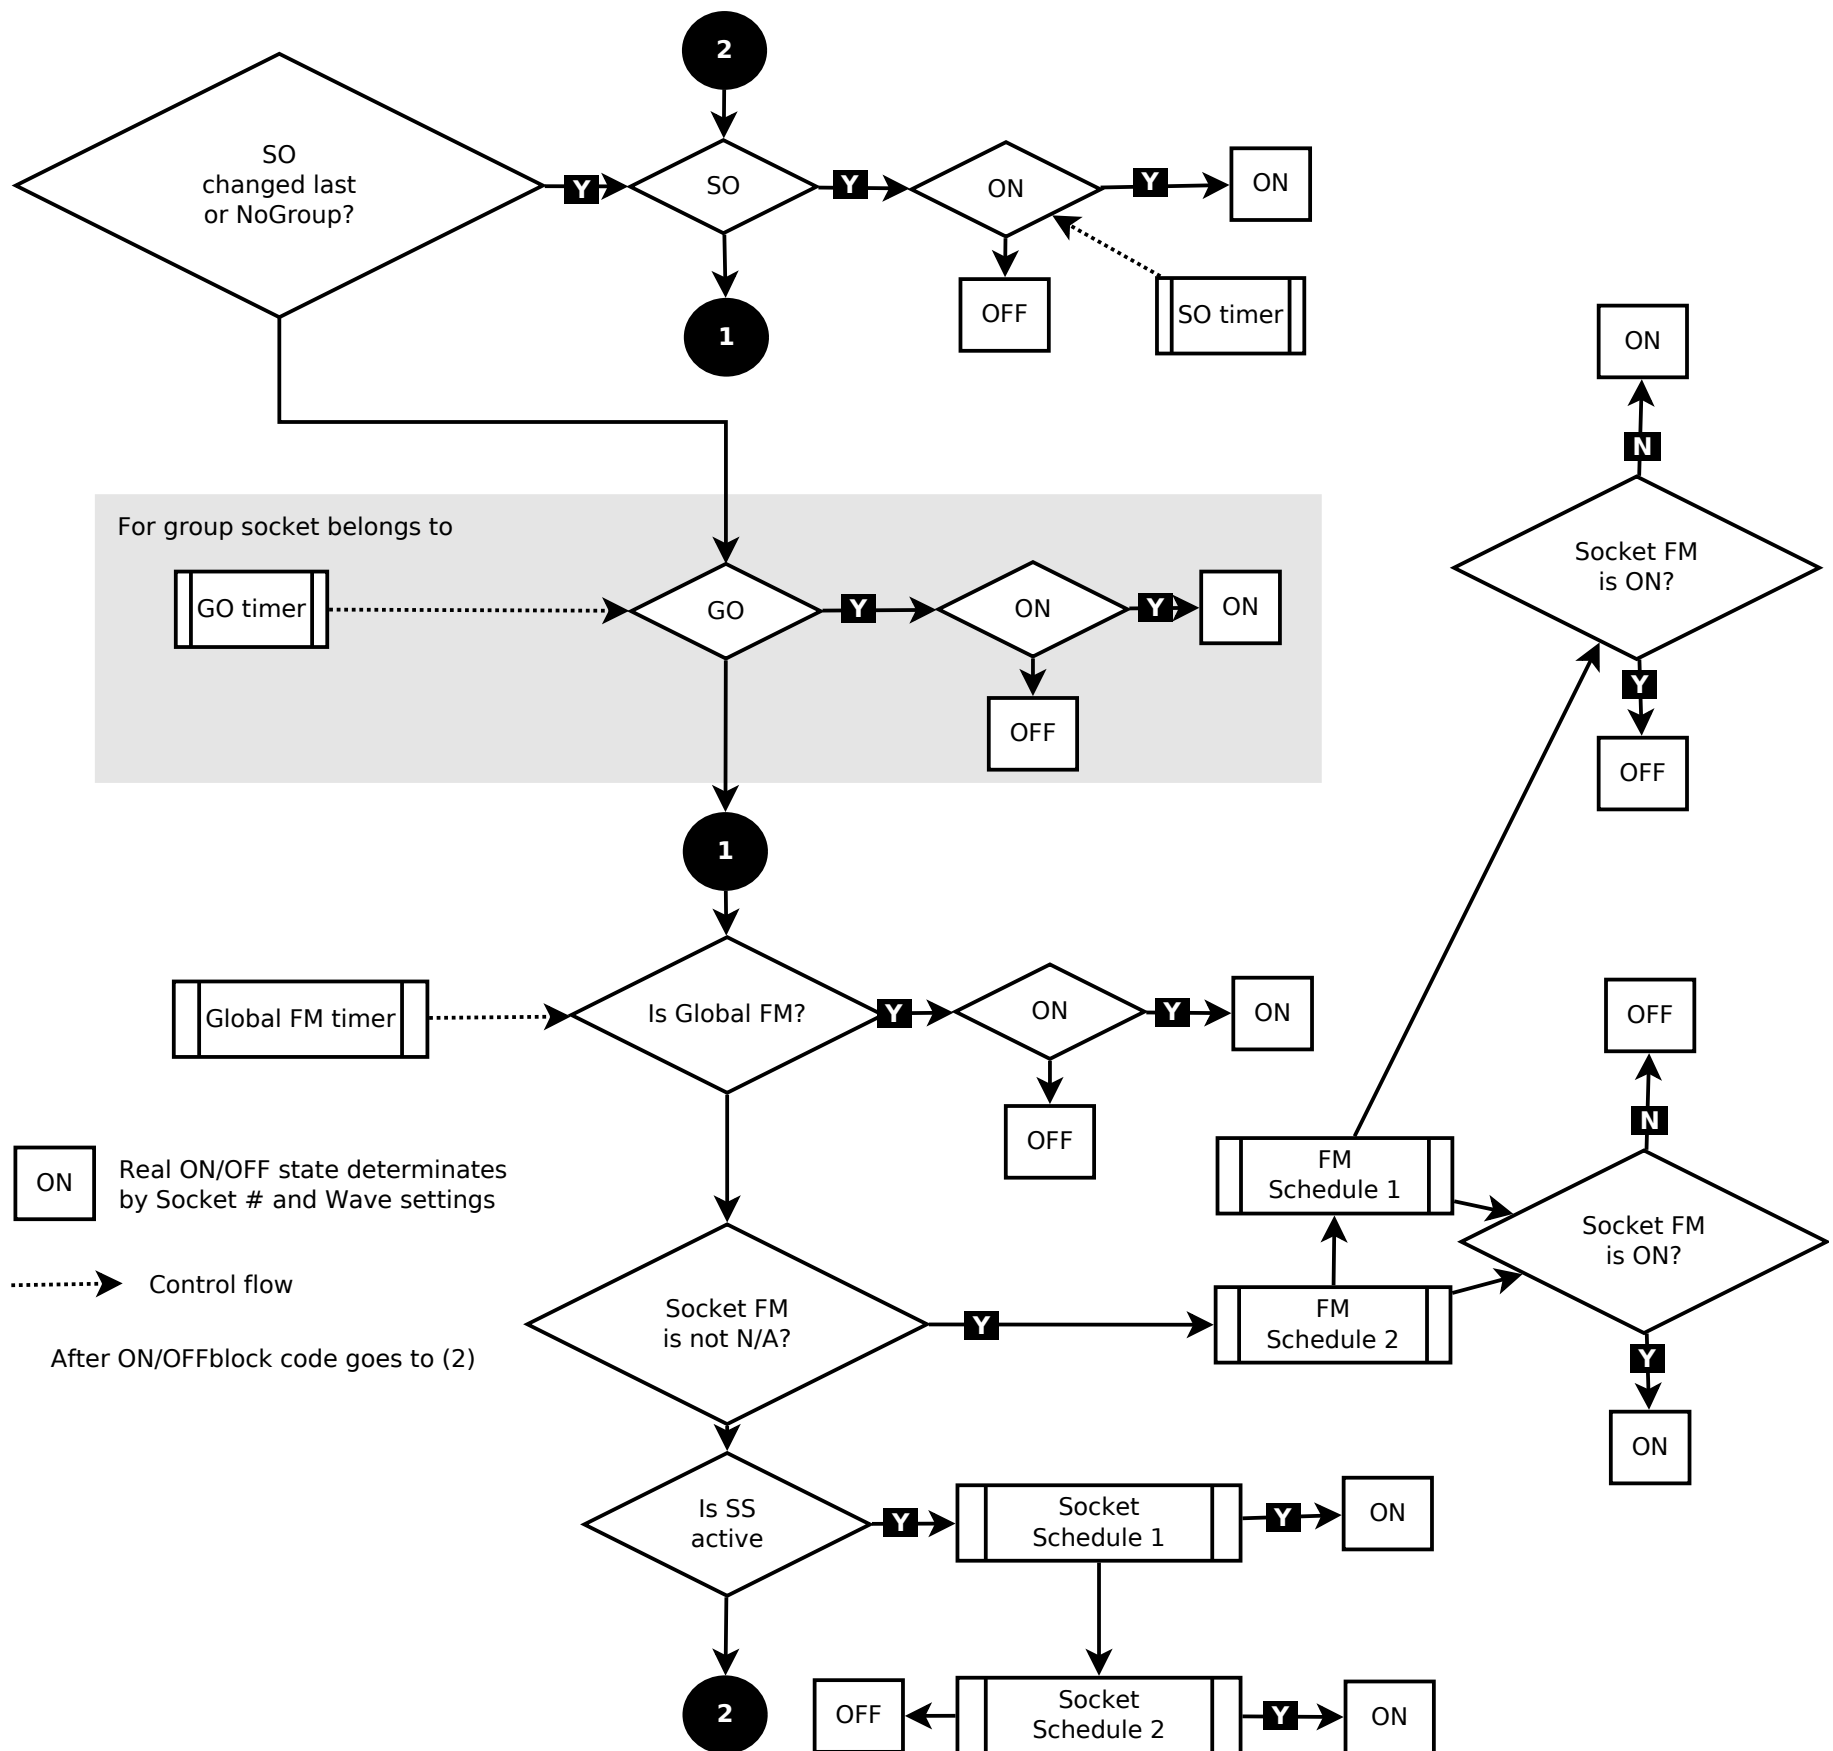 2
SO
changed last
or NoGroup?
Y
SO
Y
ON
Y
ON
OFF
SO timer
1
ON
N
Socket FM
is ON?
Y
OFF
For group socket belongs to
GO timer
GO
Y
ON
Y
ON
OFF
1
Global FM timer
Is Global FM?
Y
ON
Y
ON
OFF
OFF
N
Socket FM
is ON?
Y
ON
FM
Schedule 1
FM
Schedule 2
ON
Real ON/OFF state determinates
by Socket # and Wave settings
Control flow
After ON/OFFblock code goes to (2)
Socket FM
is not N/A?
Y
Is SS
active
Y
Socket
Schedule 1
Y
ON
2
OFF
Socket
Schedule 2
Y
ON